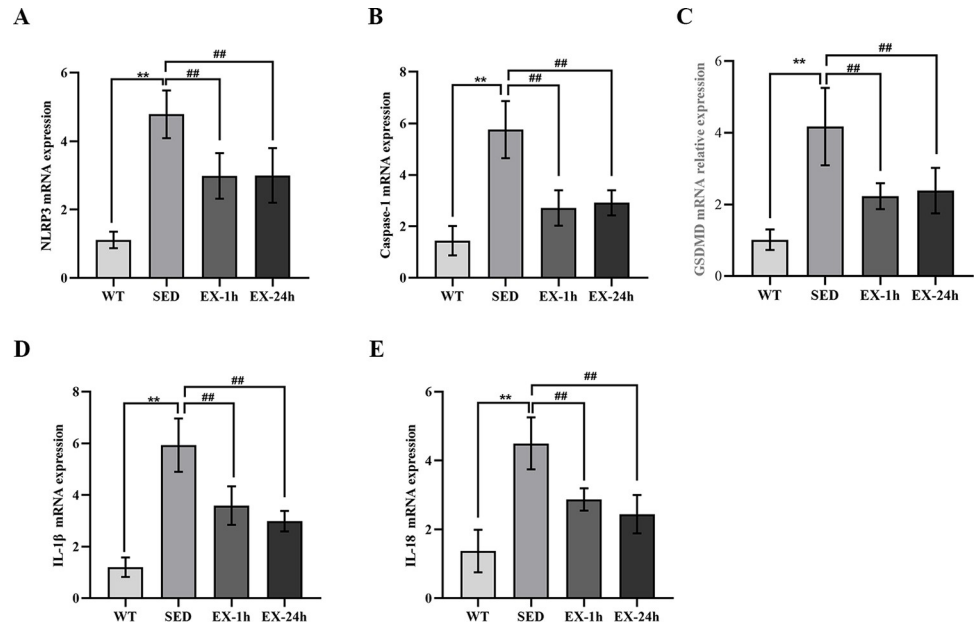 A
NLRP3 mRNA expression
6
4
2
0
**
##
##
WT SED EX-1h EX-24h
B
Caspase-1 mRNA expression
8
6
4
2
0
**
##
##
WT SED EX-1h EX-24h
C
GSDMD mRNA relative expression
6
4
2
0
**
##
##
WT SED EX-1h EX-24h
D
IL-1β mRNA expression
8
6
4
2
0
**
##
##
WT SED EX-1h EX-24h
E
IL-18 mRNA expression
6
4
2
0
**
##
##
WT SED EX-1h EX-24h